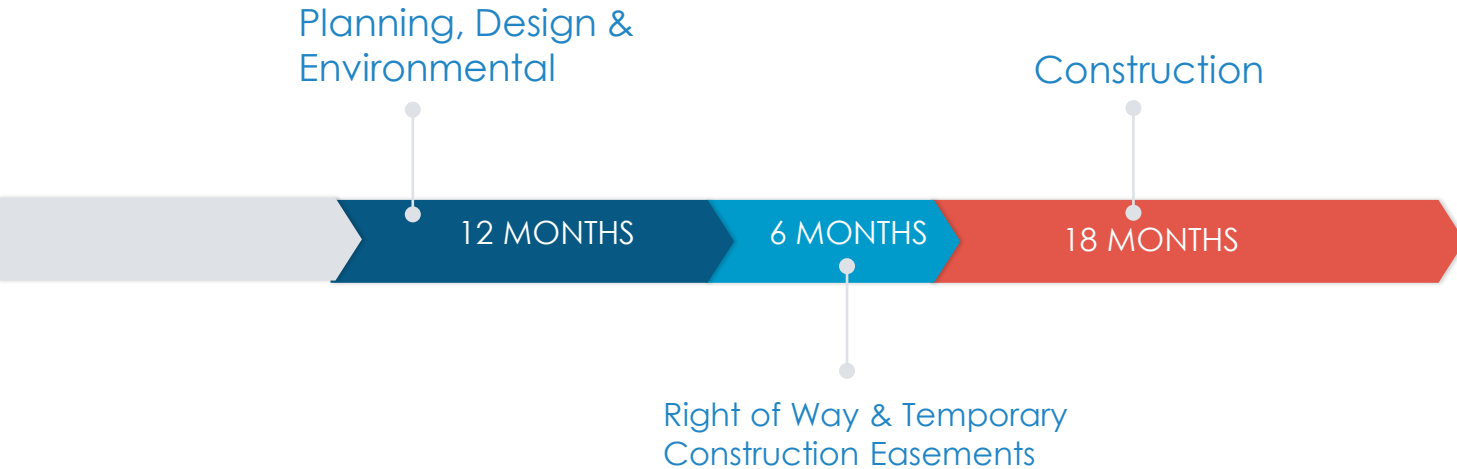 Planning, Design &
Environmental
Construction
12 MONTHS
6 MONTHS
18 MONTHS
Right of Way & Temporary
Construction Easements